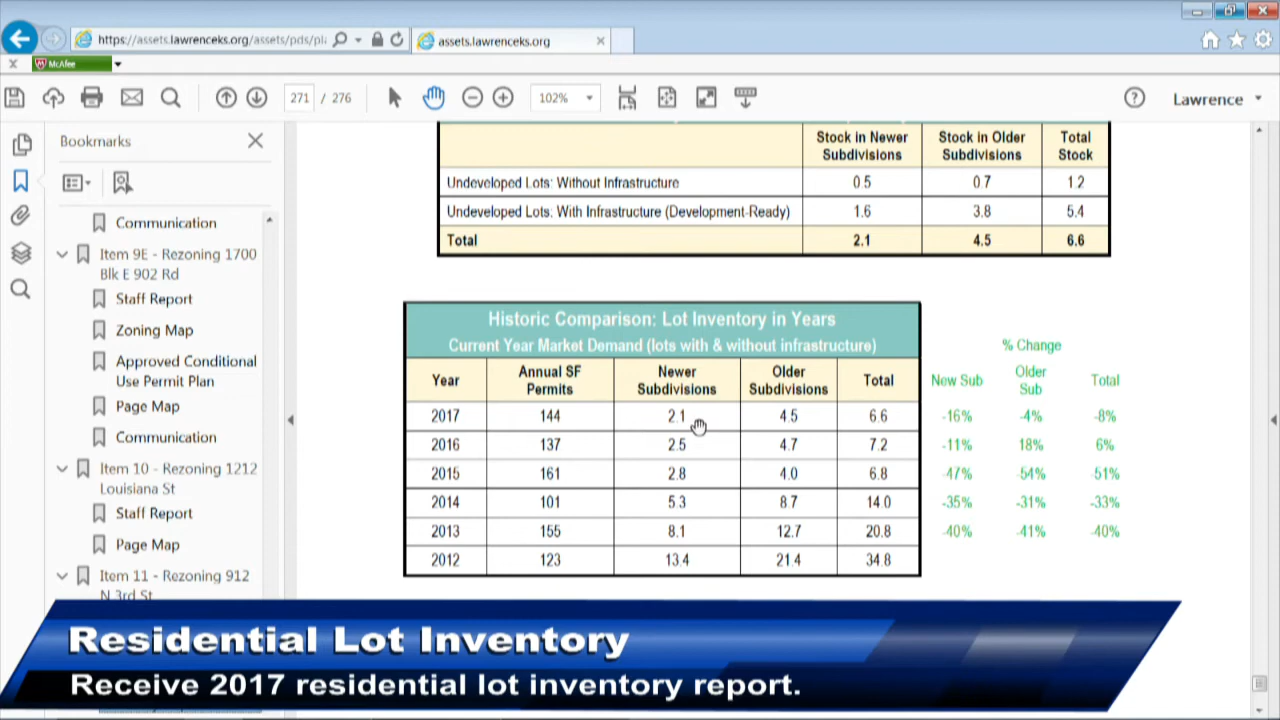 https://assets.lawrenceks.org/assets/pds/pl
assets.lawrenceks.org
McAfee
271 / 276
102%
Lawrence
Bookmarks
Communication
Item 9E - Rezoning 1700
Blk E 902 Rd
Staff Report
Zoning Map
Approved Conditional
Use Permit Plan
Page Map
Communication
Item 10 - Rezoning 1212
Louisiana St
Staff Report
Page Map
Item 11 - Rezoning 912
N 3rd St
Stock in Newer Subdivisions Stock in Older Subdivisions Total Stock
Undeveloped Lots: Without Infrastructure 0.5 0.7 1.2
Undeveloped Lots: With Infrastructure (Development-Ready) 1.6 3.8 5.4
Total 2.1 4.5 6.6
Historic Comparison: Lot Inventory in Years
Current Year Market Demand (lots with & without infrastructure)
% Change
Year Annual SF Permits Newer Subdivisions Older Subdivisions Total New Sub Older Sub Total
2017 144 2.1 4.5 6.6 -16% -4% -8%
2016 137 2.5 4.7 7.2 -11% 18% 6%
2015 161 2.8 4.0 6.8 -47% -54% -51%
2014 101 5.3 8.7 14.0 -35% -31% -33%
2013 155 8.1 12.7 20.8 -40% -41% -40%
2012 123 13.4 21.4 34.8
Residential Lot Inventory
Receive 2017 residential lot inventory report.